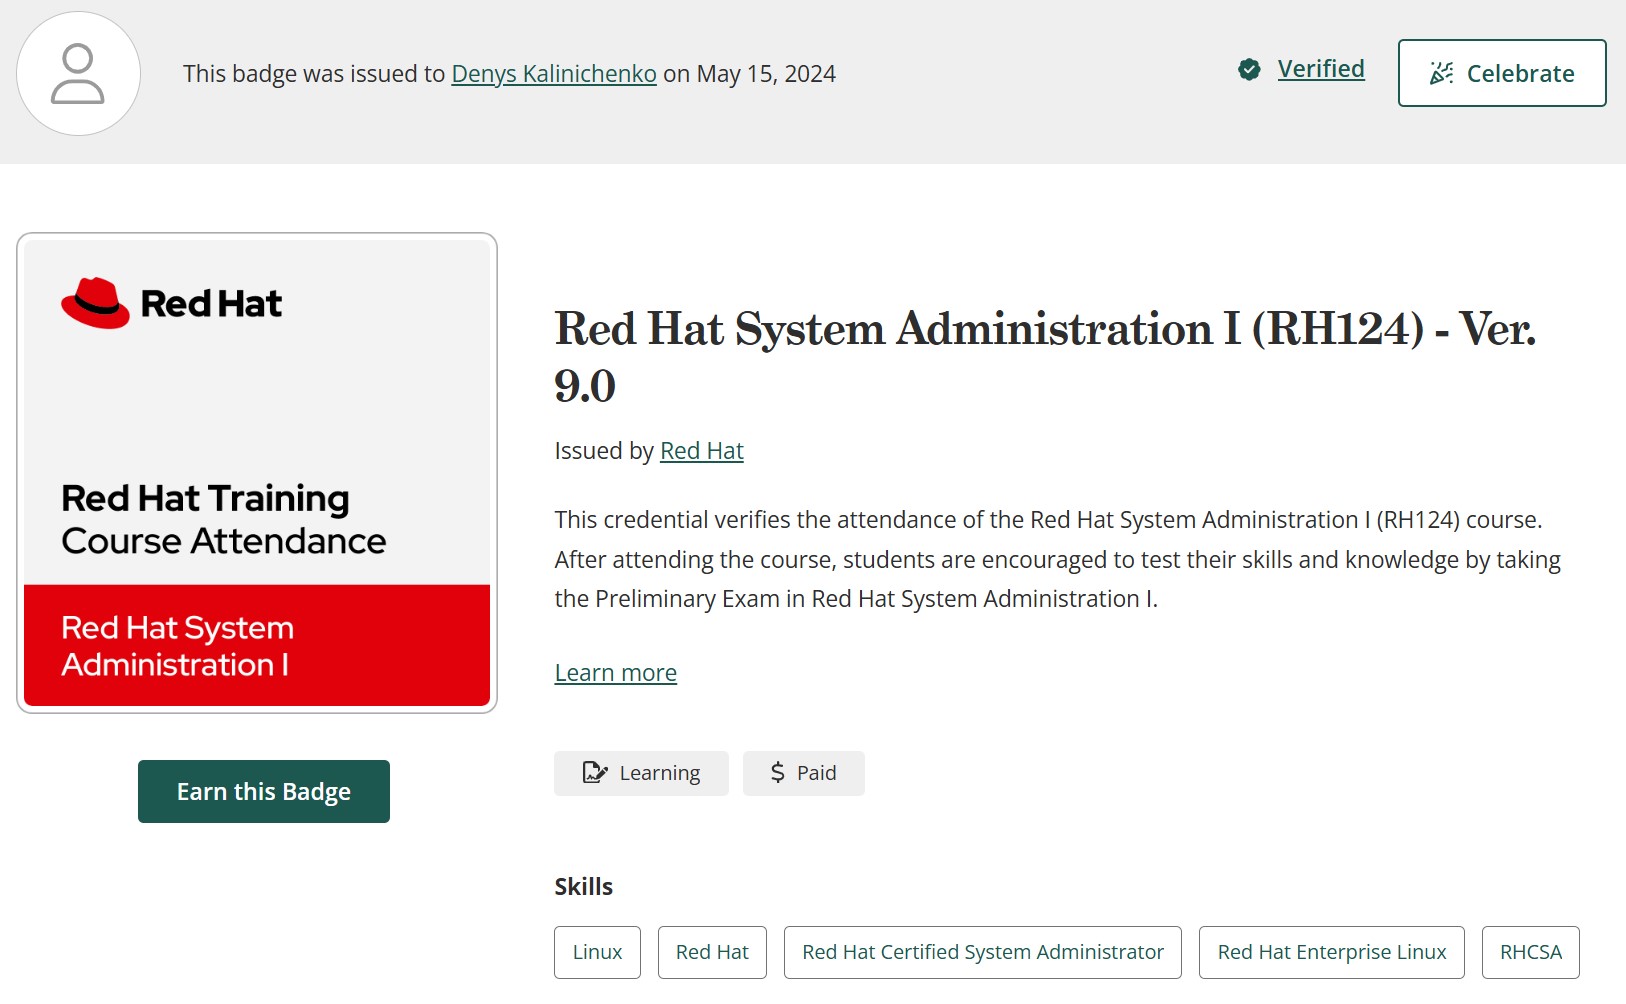 This badge was issued to Denys Kalinichenko on May 15, 2024
Verified
Celebrate
Red Hat
Red Hat Training
Course Attendance
Red Hat System
Administration I
Earn this Badge
Red Hat System Administration I (RH124) - Ver.
9.0
Issued by Red Hat
This credential verifies the attendance of the Red Hat System Administration I (RH124) course.
After attending the course, students are encouraged to test their skills and knowledge by taking
the Preliminary Exam in Red Hat System Administration I.
Learn more
Learning
$ Paid
Skills
Linux
Red Hat
Red Hat Certified System Administrator
Red Hat Enterprise Linux
RHCSA